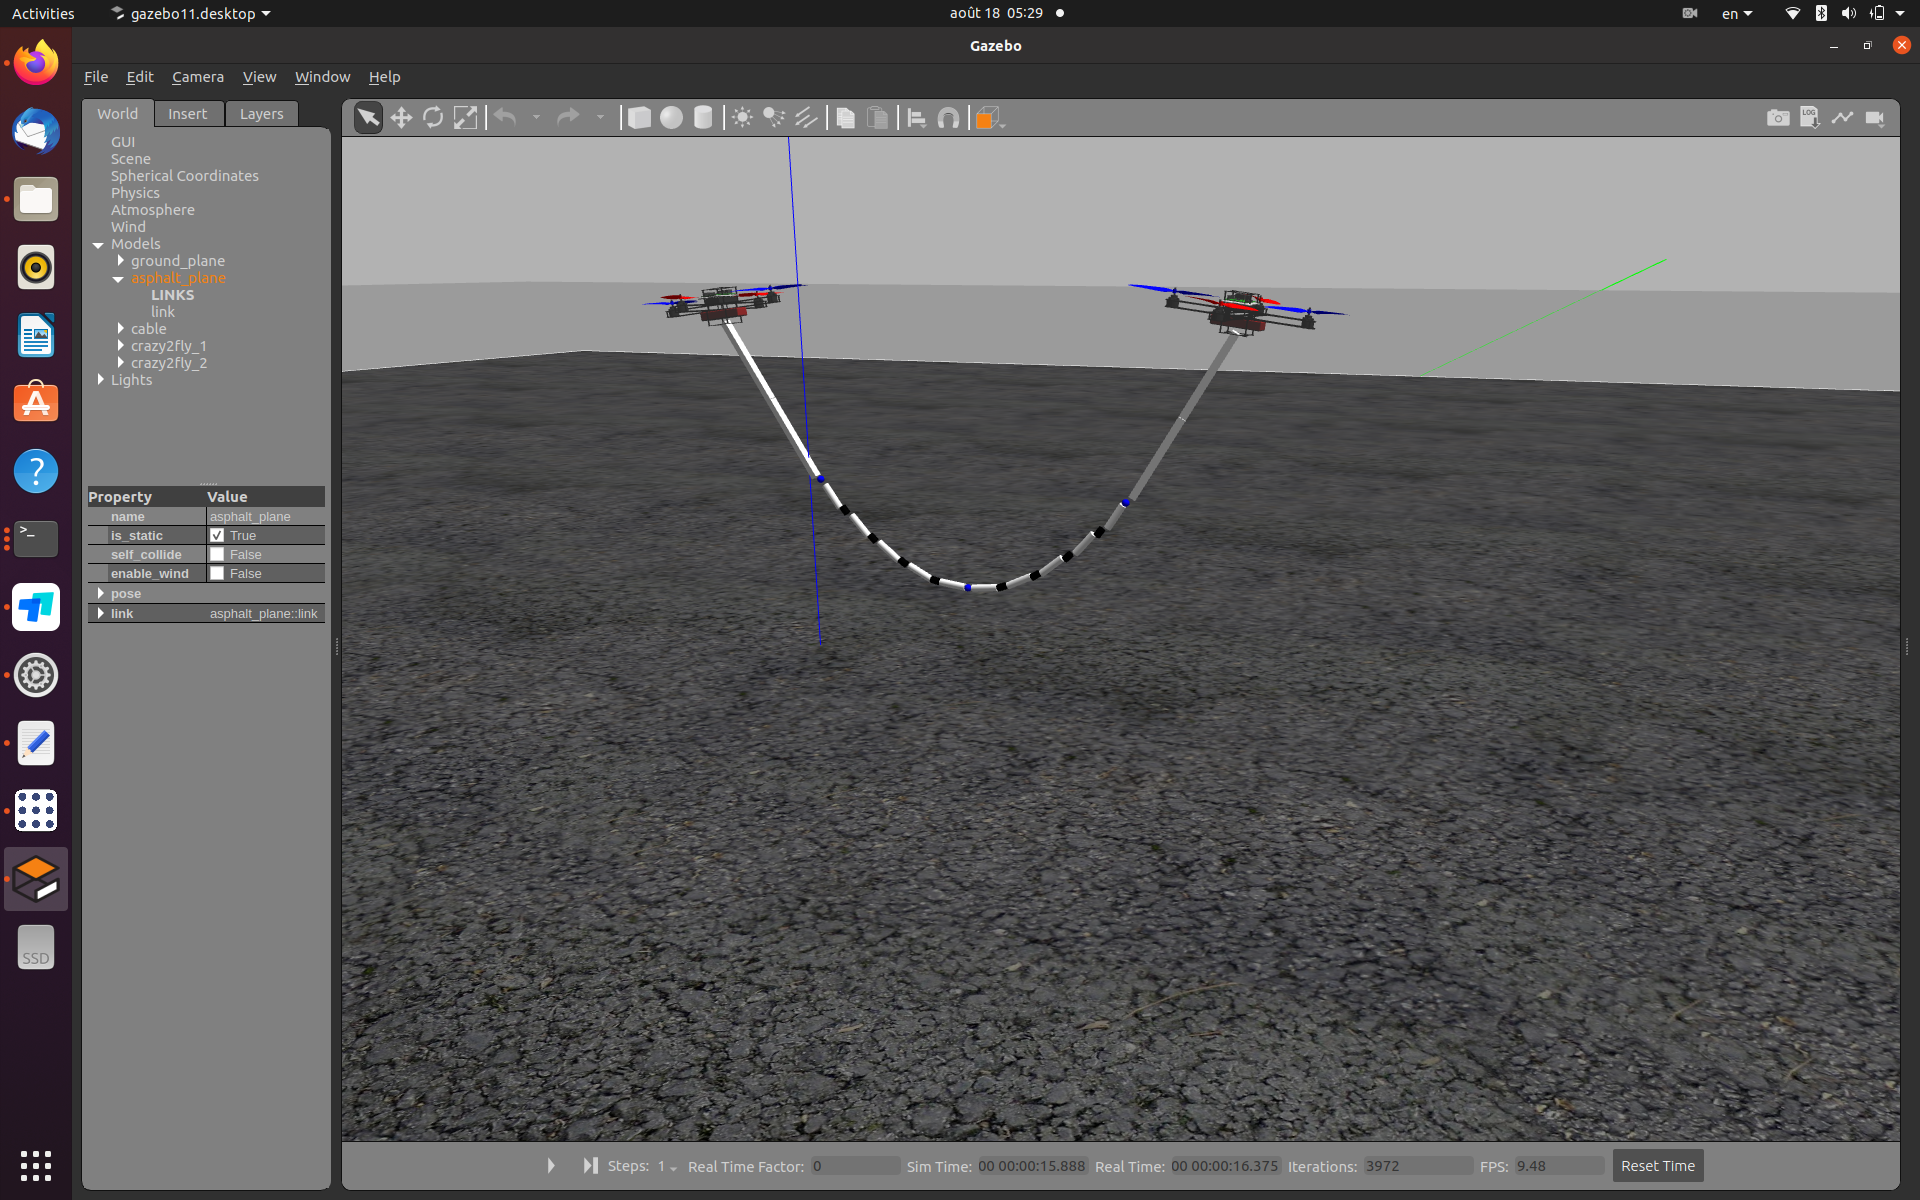 Activities gazebo11.desktop août 18 05:29 en
Gazebo
File Edit Camera View Window Help
World Insert Layers
LOG
GUI
Scene
Spherical Coordinates
Physics
Atmosphere
Wind
Models
ground_plane
asphalt_plane
LINKS
link
cable
crazy2fly_1
crazy2fly_2
Lights
Property Value
name asphalt_plane
is_static True
self_collide False
enable_wind False
pose
link asphalt_plane::link
>_
?
SSD
Steps: 1 Real Time Factor: 0 Sim Time: 00 00:00:15.888 Real Time: 00 00:00:16.375 Iterations: 3972 FPS: 9.48 Reset Time